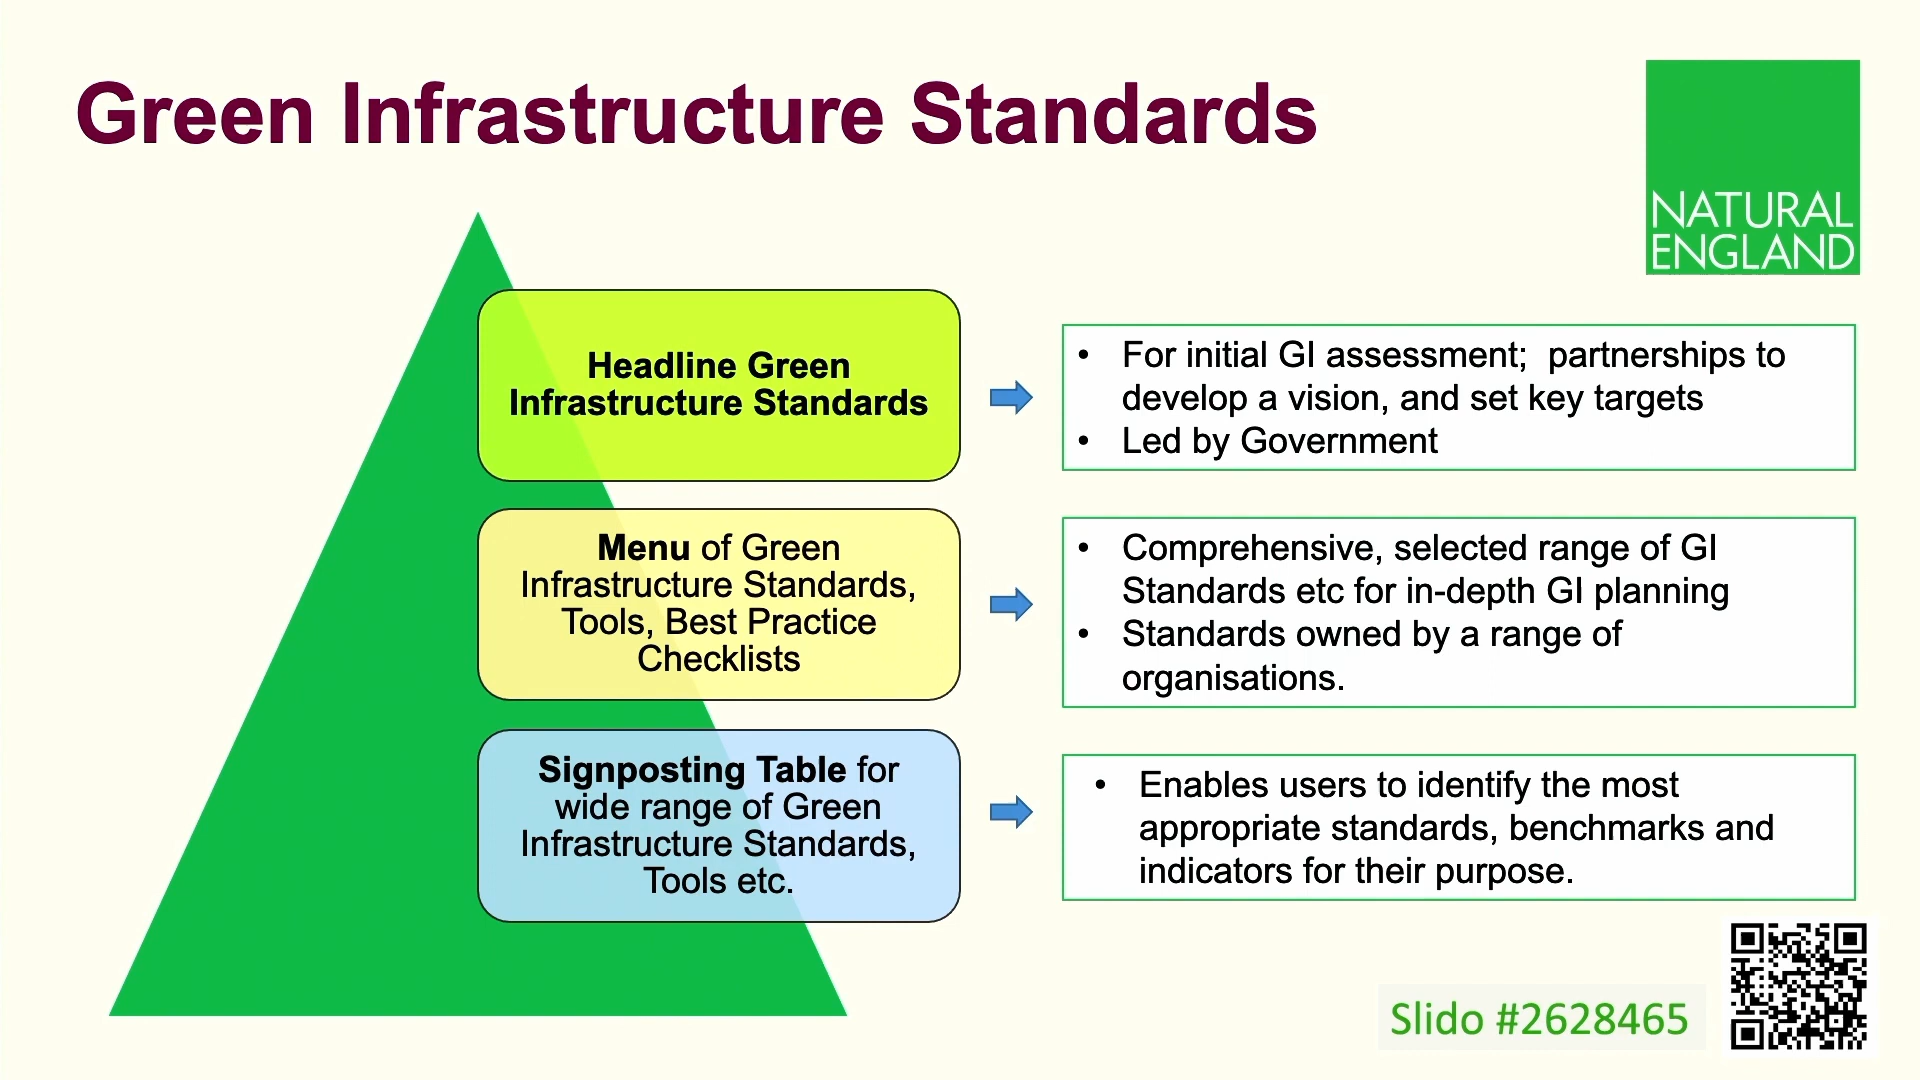 Green Infrastructure Standards
NATURAL
ENGLAND
Headline Green
Infrastructure Standards
• For initial GI assessment;  partnerships to
develop a vision, and set key targets
• Led by Government
Menu of Green
Infrastructure Standards,
Tools, Best Practice
Checklists
• Comprehensive, selected range of GI
Standards etc for in-depth GI planning
• Standards owned by a range of
organisations.
Signposting Table for
wide range of Green
Infrastructure Standards,
Tools etc.
• Enables users to identify the most
appropriate standards, benchmarks and
indicators for their purpose.
Slido #2628465